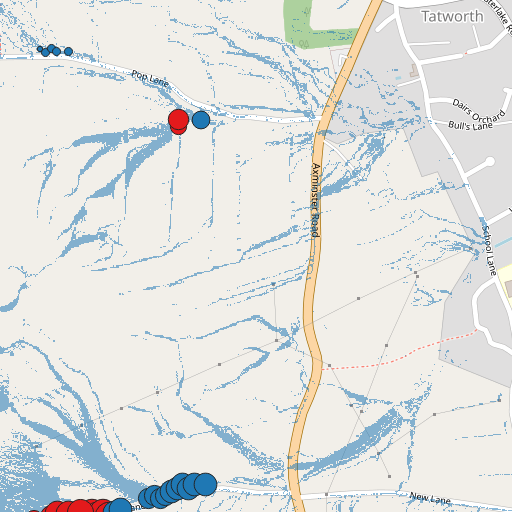 Tatworth
Pop Lane
Dairs Orchard
Bull's Lane
Axminster Road
School Lane
New Lane